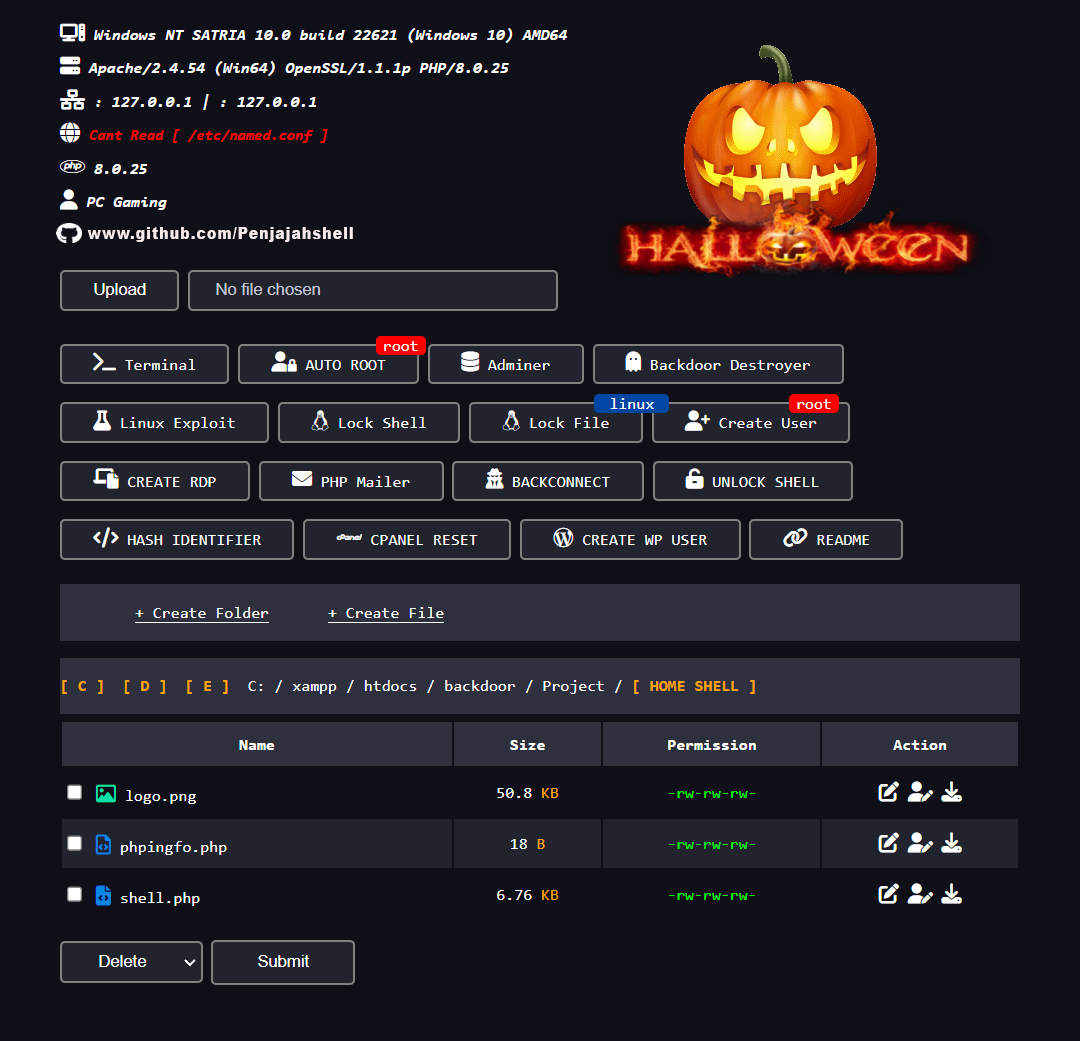 Windows NT SATRIA 10.0 build 22621 (Windows 10) AMD64
Apache/2.4.54 (Win64) OpenSSL/1.1.1p PHP/8.0.25
: 127.0.0.1 | : 127.0.0.1
Cant Read [ /etc/named.conf ]
php 8.0.25
PC Gaming
www.github.com/Penjajahshell
HALLOWEEN
Upload No file chosen
root
Terminal AUTO ROOT Adminer Backdoor Destroyer
linux root
Linux Exploit Lock Shell Lock File Create User
CREATE RDP PHP Mailer BACKCONNECT UNLOCK SHELL
HASH IDENTIFIER cPanel CPANEL RESET CREATE WP USER README
+ Create Folder + Create File
[ C ] [ D ] [ E ] C: / xampp / htdocs / backdoor / Project / [ HOME SHELL ]
Name Size Permission Action
logo.png 50.8 KB -rw-rw-rw-
phpingfo.php 18 B -rw-rw-rw-
shell.php 6.76 KB -rw-rw-rw-
Delete Submit